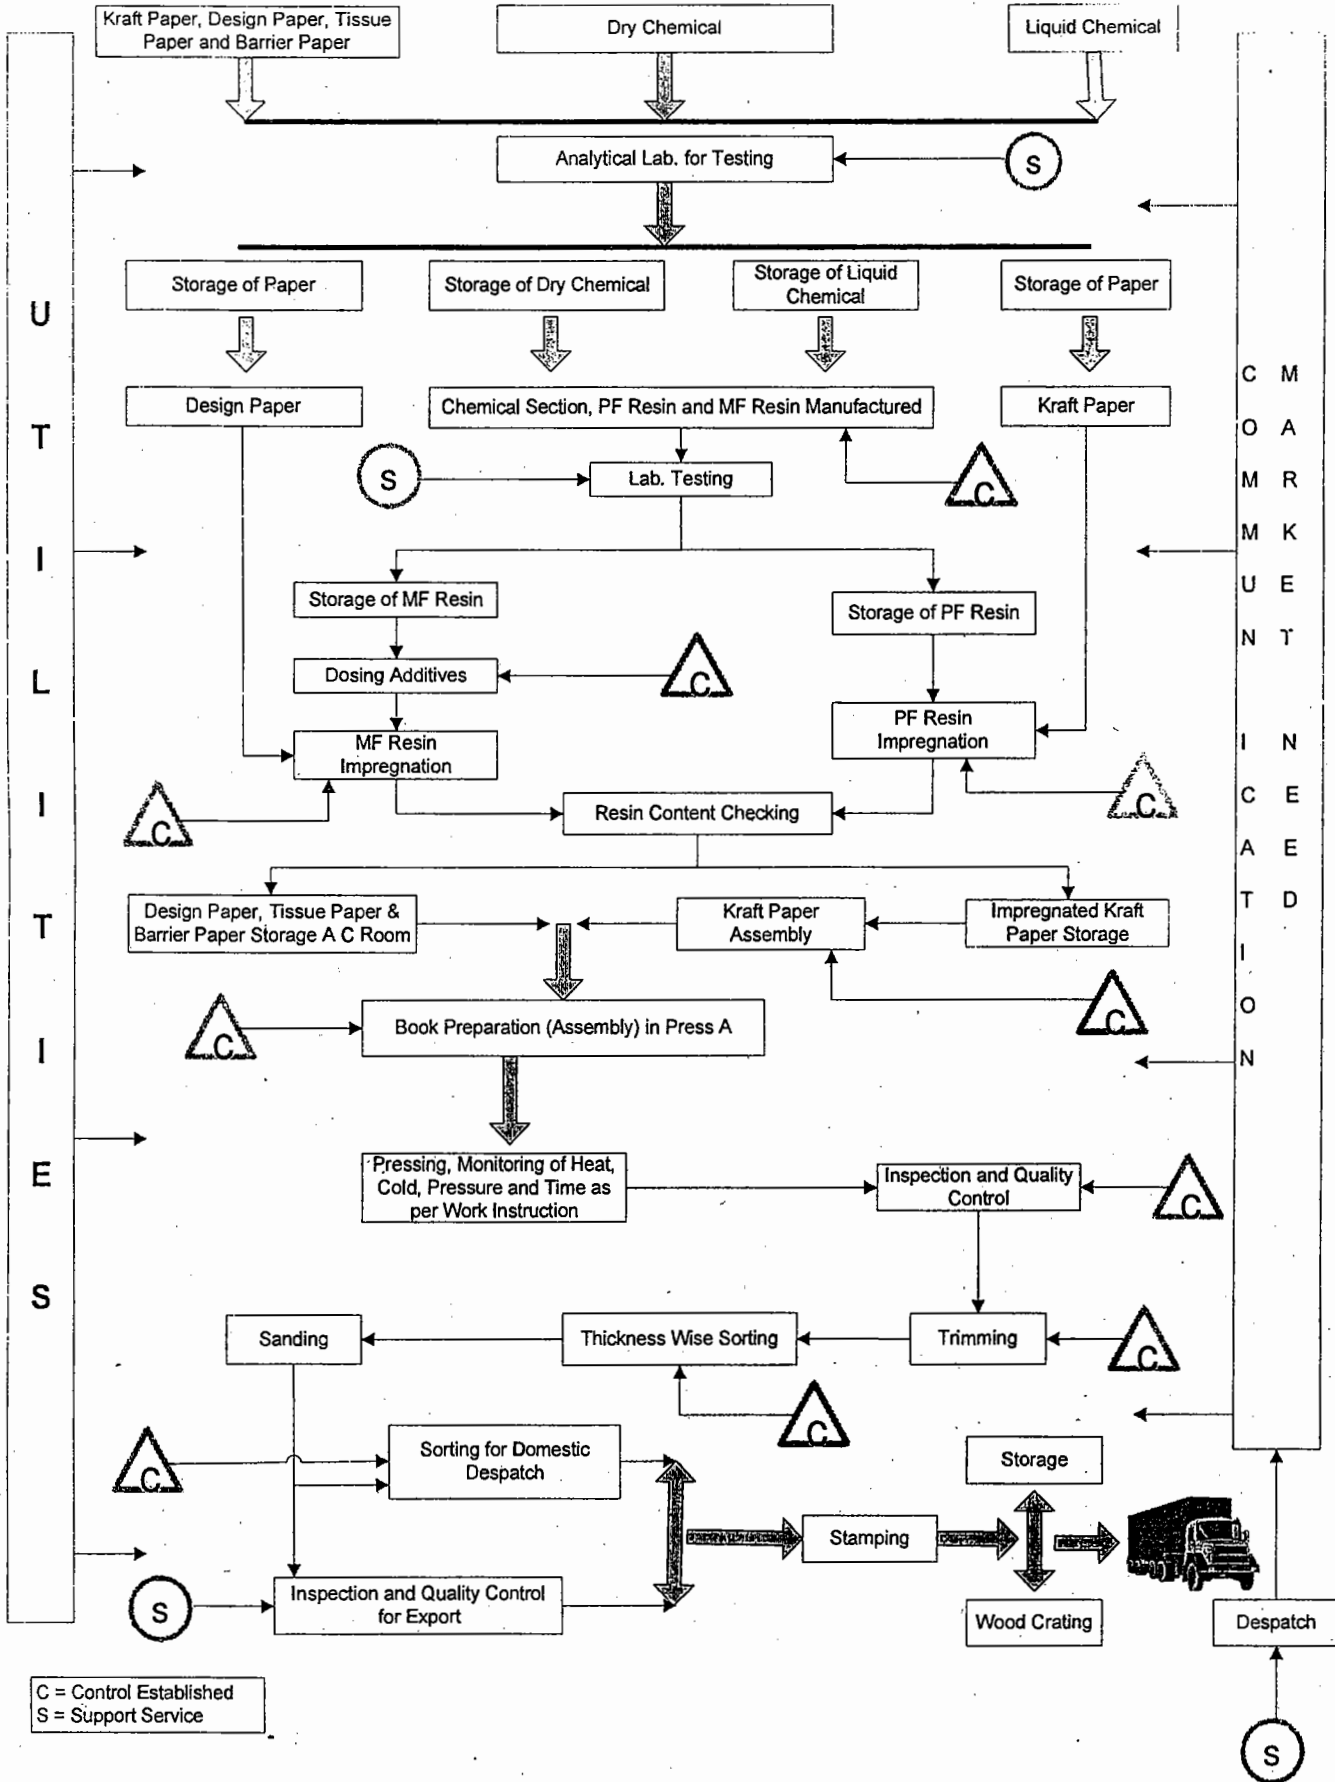 Kraft Paper, Design Paper, Tissue
Paper and Barrier Paper
Dry Chemical
Liquid Chemical
Analytical Lab. for Testing
S
Storage of Paper
Storage of Dry Chemical
Storage of Liquid
Chemical
Storage of Paper
Design Paper
Chemical Section, PF Resin and MF Resin Manufactured
Kraft Paper
S
Lab. Testing
C
Storage of MF Resin
Storage of PF Resin
Dosing Additives
C
MF Resin
Impregnation
PF Resin
Impregnation
C
Resin Content Checking
C
Design Paper, Tissue Paper &
Barrier Paper Storage A C Room
Kraft Paper
Assembly
Impregnated Kraft
Paper Storage
C
Book Preparation (Assembly) in Press A
C
Pressing, Monitoring of Heat,
Cold, Pressure and Time as
per Work Instruction
Inspection and Quality
Control
C
Sanding
Thickness Wise Sorting
Trimming
C
C
C
Sorting for Domestic
Despatch
Storage
Stamping
S
Inspection and Quality Control
for Export
Wood Crating
Despatch
S
C = Control Established
S = Support Service
UTILITIES
COMMUNICATION
MARKET NEED